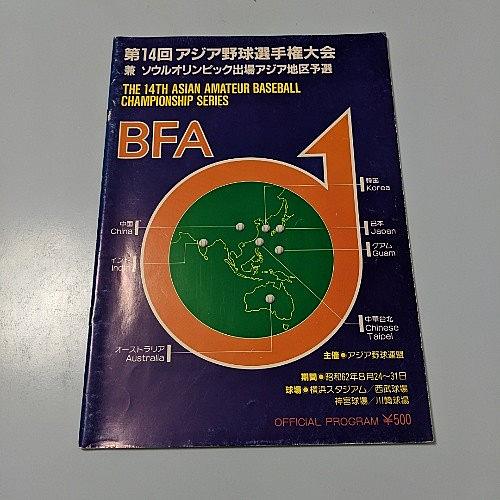 第14回 アジア野球選手権大会
兼 ソウルオリンピック出場アジア地区予選
THE 14TH ASIAN AMATEUR BASEBALL
CHAMPIONSHIP SERIES
BFA
韓国
Korea
中国
China
日本
Japan
グアム
Guam
インド
India
中華台北
Chinese
Taipei
オーストラリア
Australia
主催●アジア野球連盟
期間●昭和62年8月24〜31日
球場●横浜スタジアム／西武球場
神宮球場／川崎球場
OFFICIAL PROGRAM ¥500